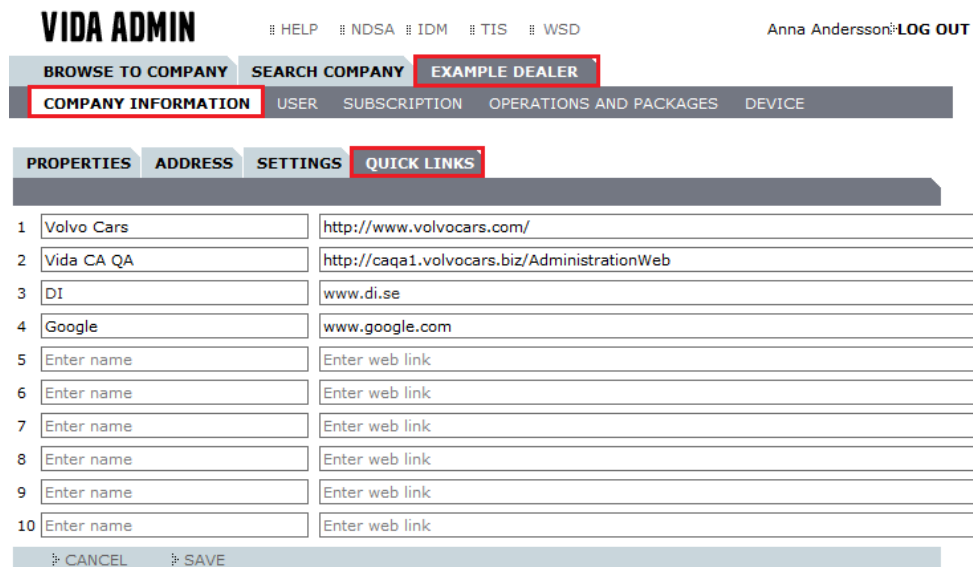 VIDA ADMIN HELP NDSA IDM TIS WSD Anna Andersson LOG OUT
BROWSE TO COMPANY SEARCH COMPANY EXAMPLE DEALER
COMPANY INFORMATION USER SUBSCRIPTION OPERATIONS AND PACKAGES DEVICE
PROPERTIES ADDRESS SETTINGS QUICK LINKS
1 Volvo Cars http://www.volvocars.com/
2 Vida CA QA http://caqa1.volvocars.biz/AdministrationWeb
3 DI www.di.se
4 Google www.google.com
5 Enter name Enter web link
6 Enter name Enter web link
7 Enter name Enter web link
8 Enter name Enter web link
9 Enter name Enter web link
10 Enter name Enter web link
CANCEL SAVE